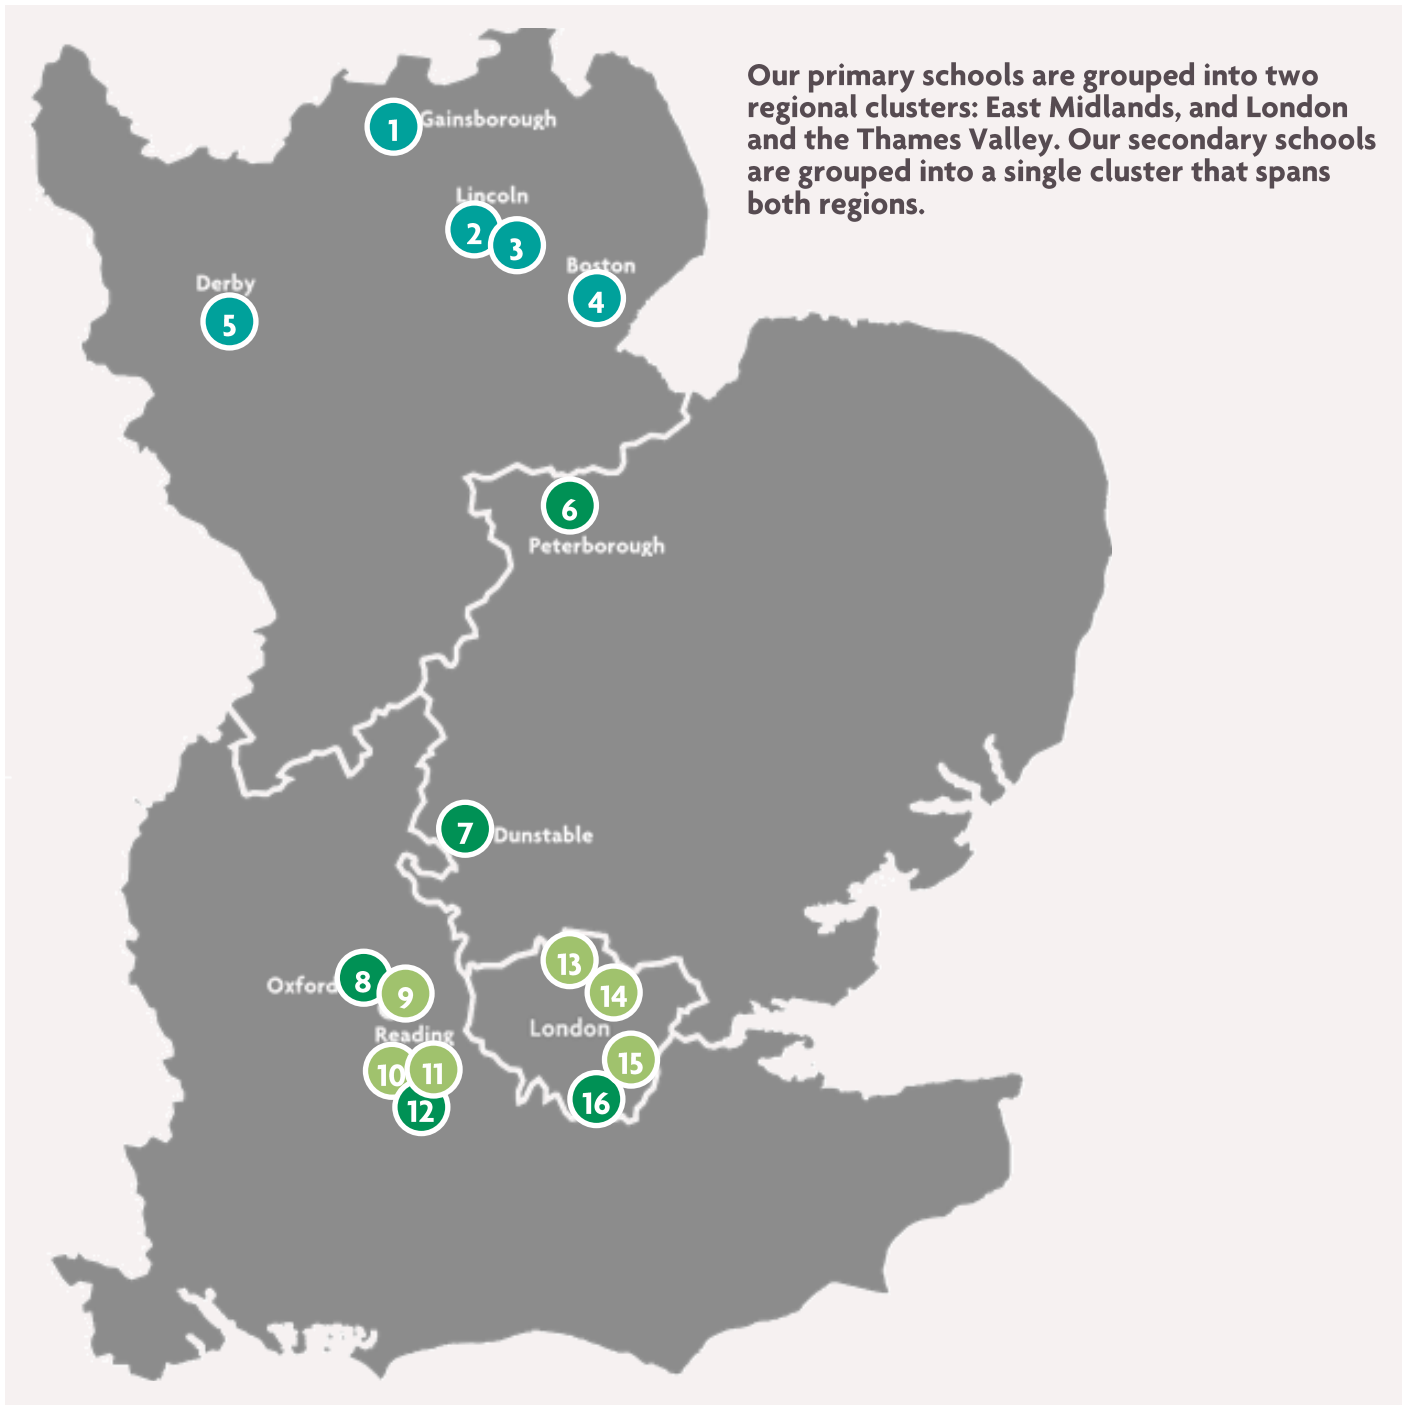 Our primary schools are grouped into two
regional clusters: East Midlands, and London
and the Thames Valley. Our secondary schools
are grouped into a single cluster that spans
both regions.
1
Gainsborough
Lincoln
2
3
Boston
4
Derby
5
6
Peterborough
7
Dunstable
Oxford
8
9
Reading
10
11
12
13
14
London
15
16